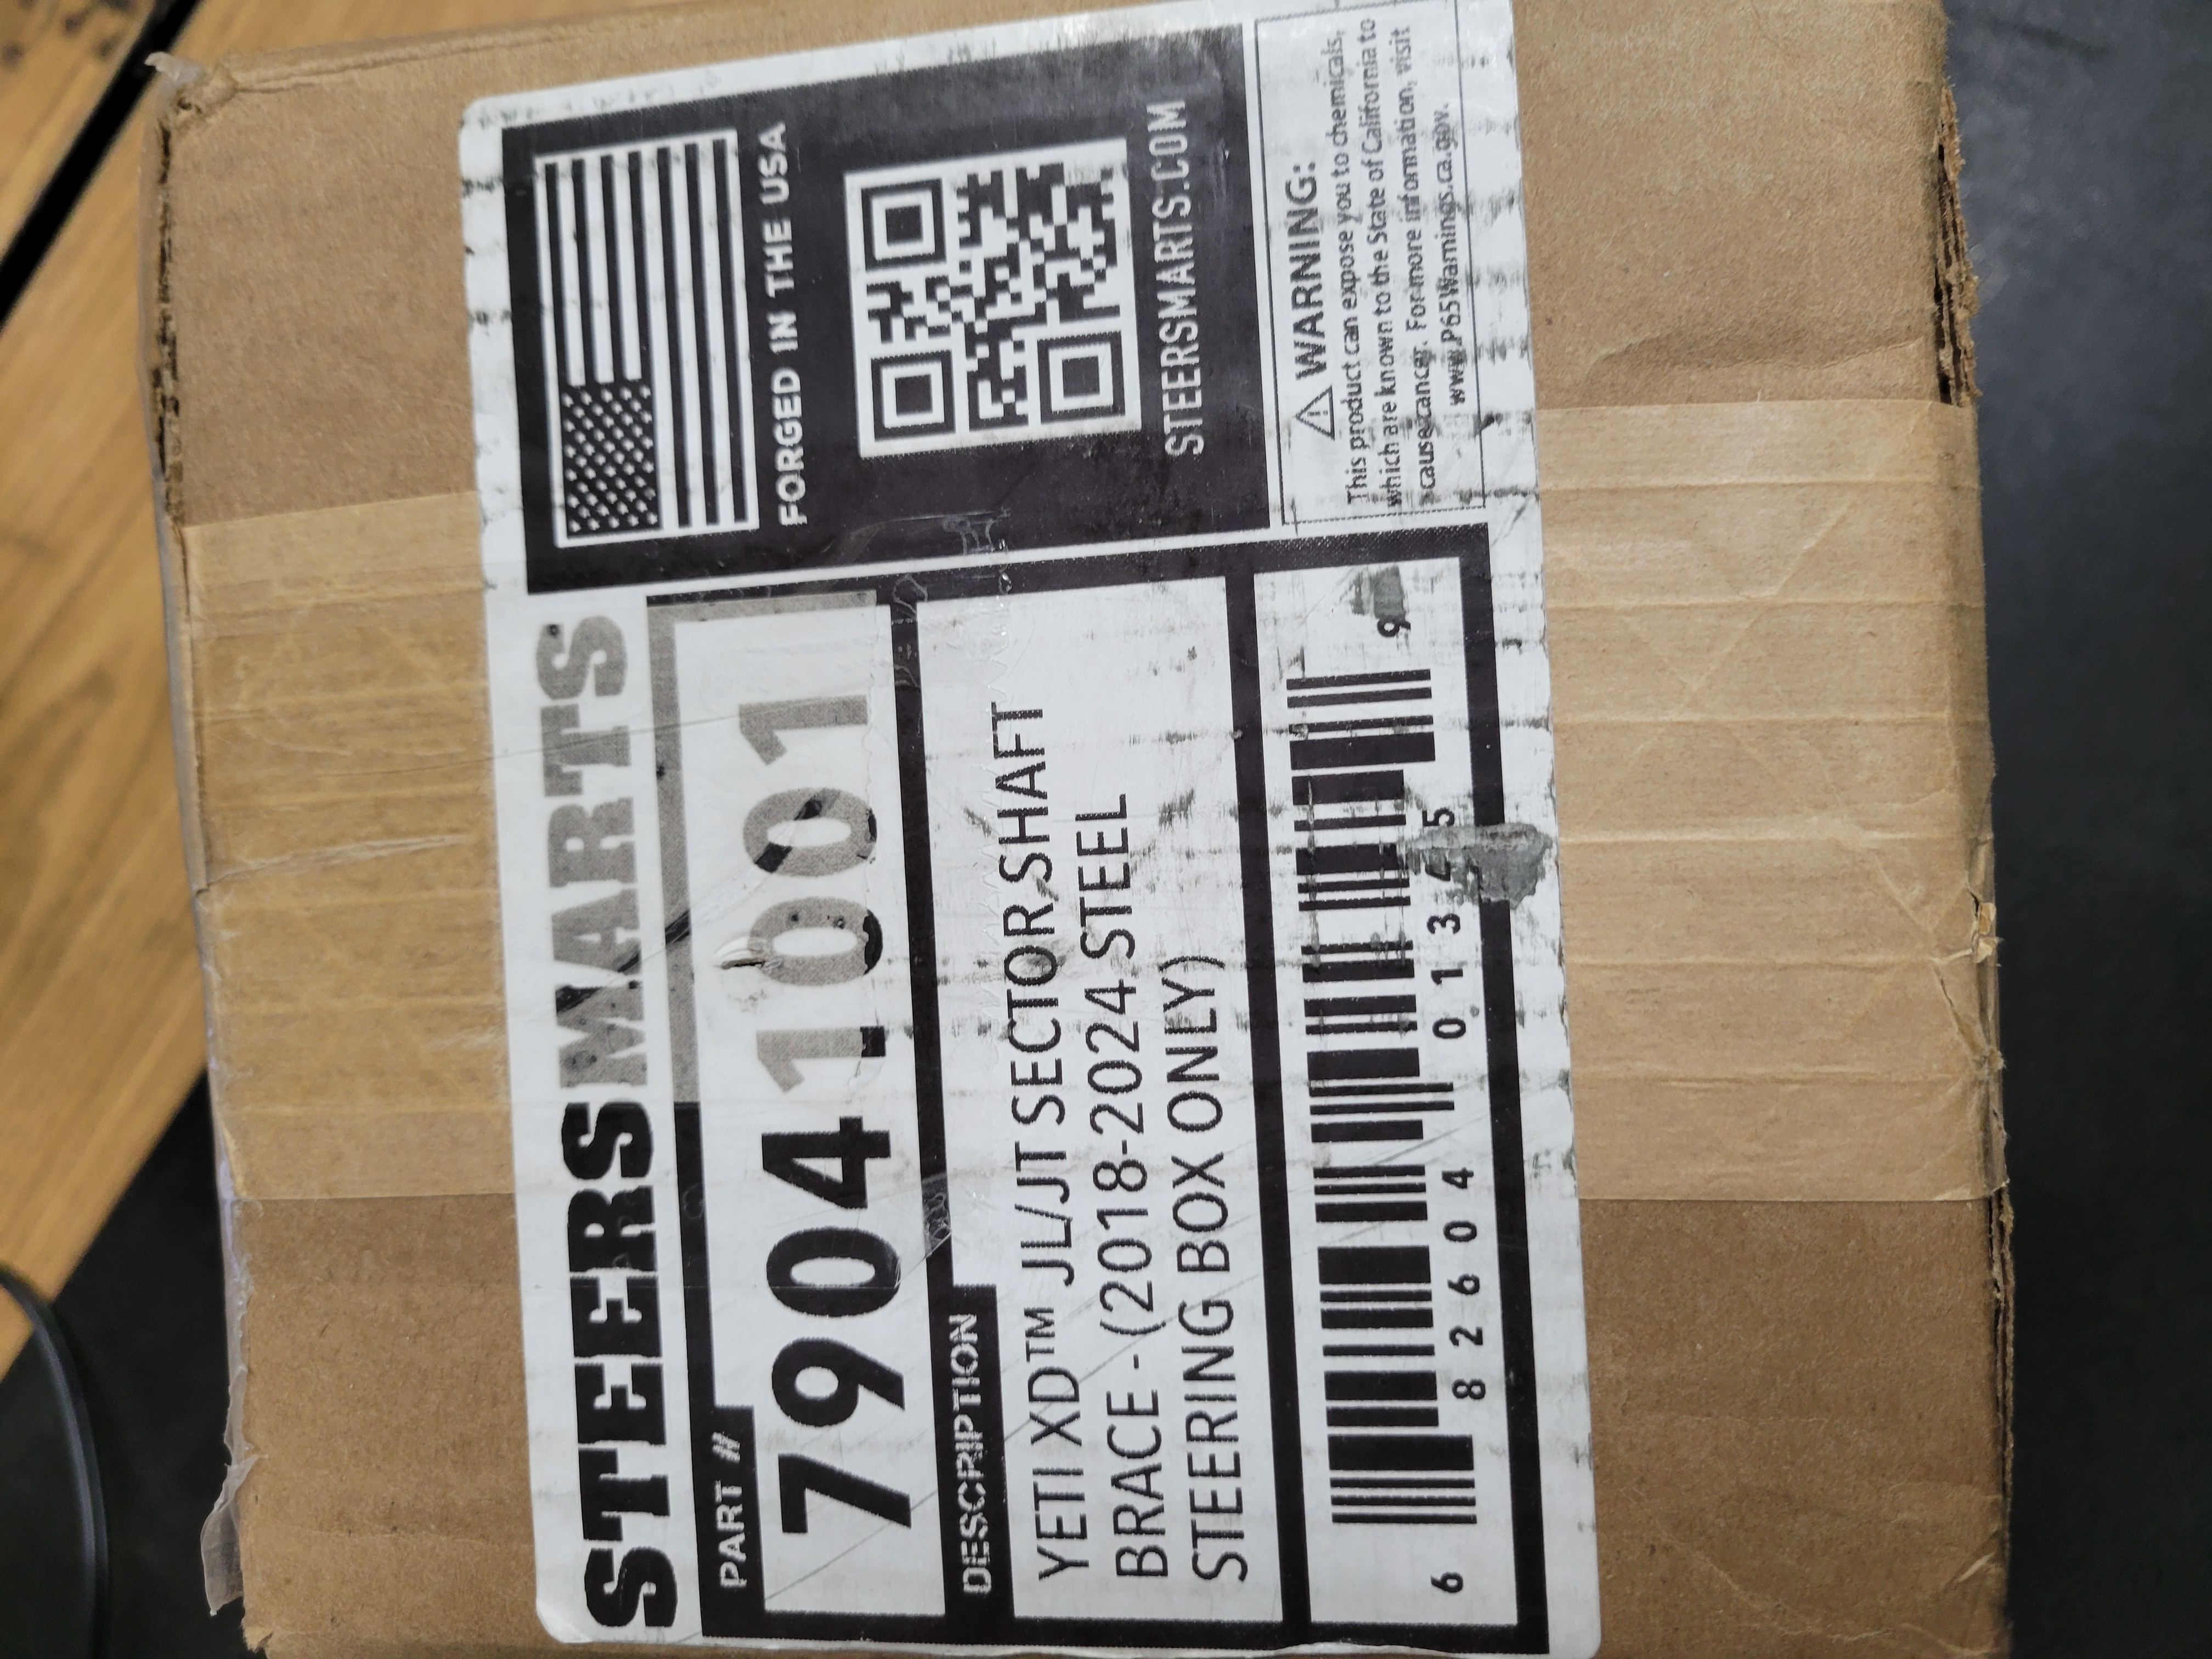 STEERSMARTS
PART #
79041001
DESCRIPTION
YETI XD™ JL/JT SECTOR SHAFT
BRACE - (2018-2024 STEEL
STEERING BOX ONLY)
6 82604 01345 9
FORGED IN THE USA
STEERSMARTS.COM
⚠ WARNING:
This product can expose you to chemicals,
which are known to the State of California to
cause cancer. For more information, visit
www.P65Warnings.ca.gov.